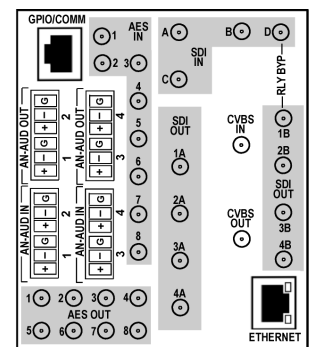 GPIO/COMM
1
AES
IN
2
3
4
5
6
7
8
A
B
D
SDI
IN
C
RLY BYP
AN-AUD OUT
G
-
+
G
-
+
2
1
G
-
+
G
-
+
4
3
AN-AUD IN
G
-
+
G
-
+
2
1
G
-
+
G
-
+
4
3
SDI
OUT
1A
2A
3A
4A
CVBS
IN
CVBS
OUT
1B
2B
SDI
OUT
3B
4B
1
2
3
4
AES OUT
5
6
7
8
ETHERNET